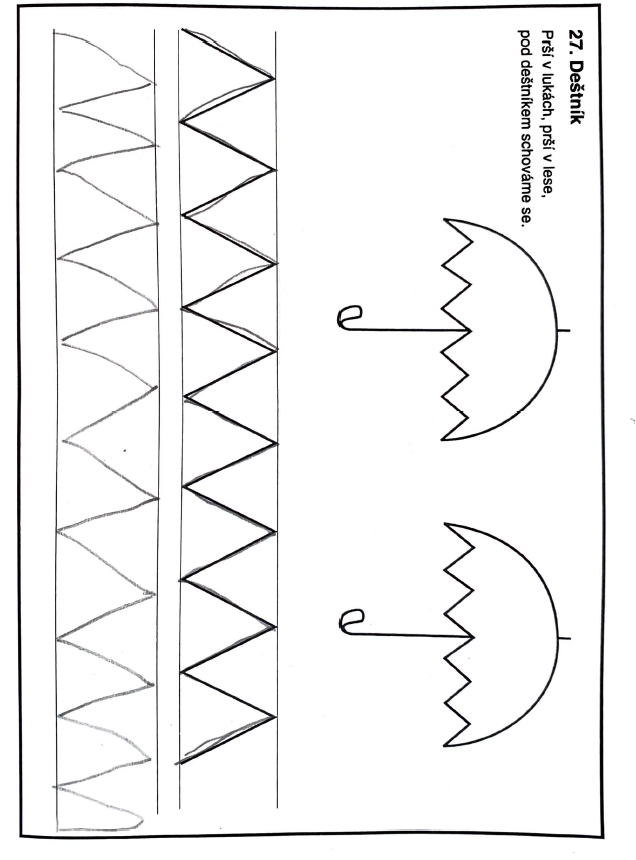 27. Deštník
Prší v lukách, prší v lese,
pod deštníkem schováme se.